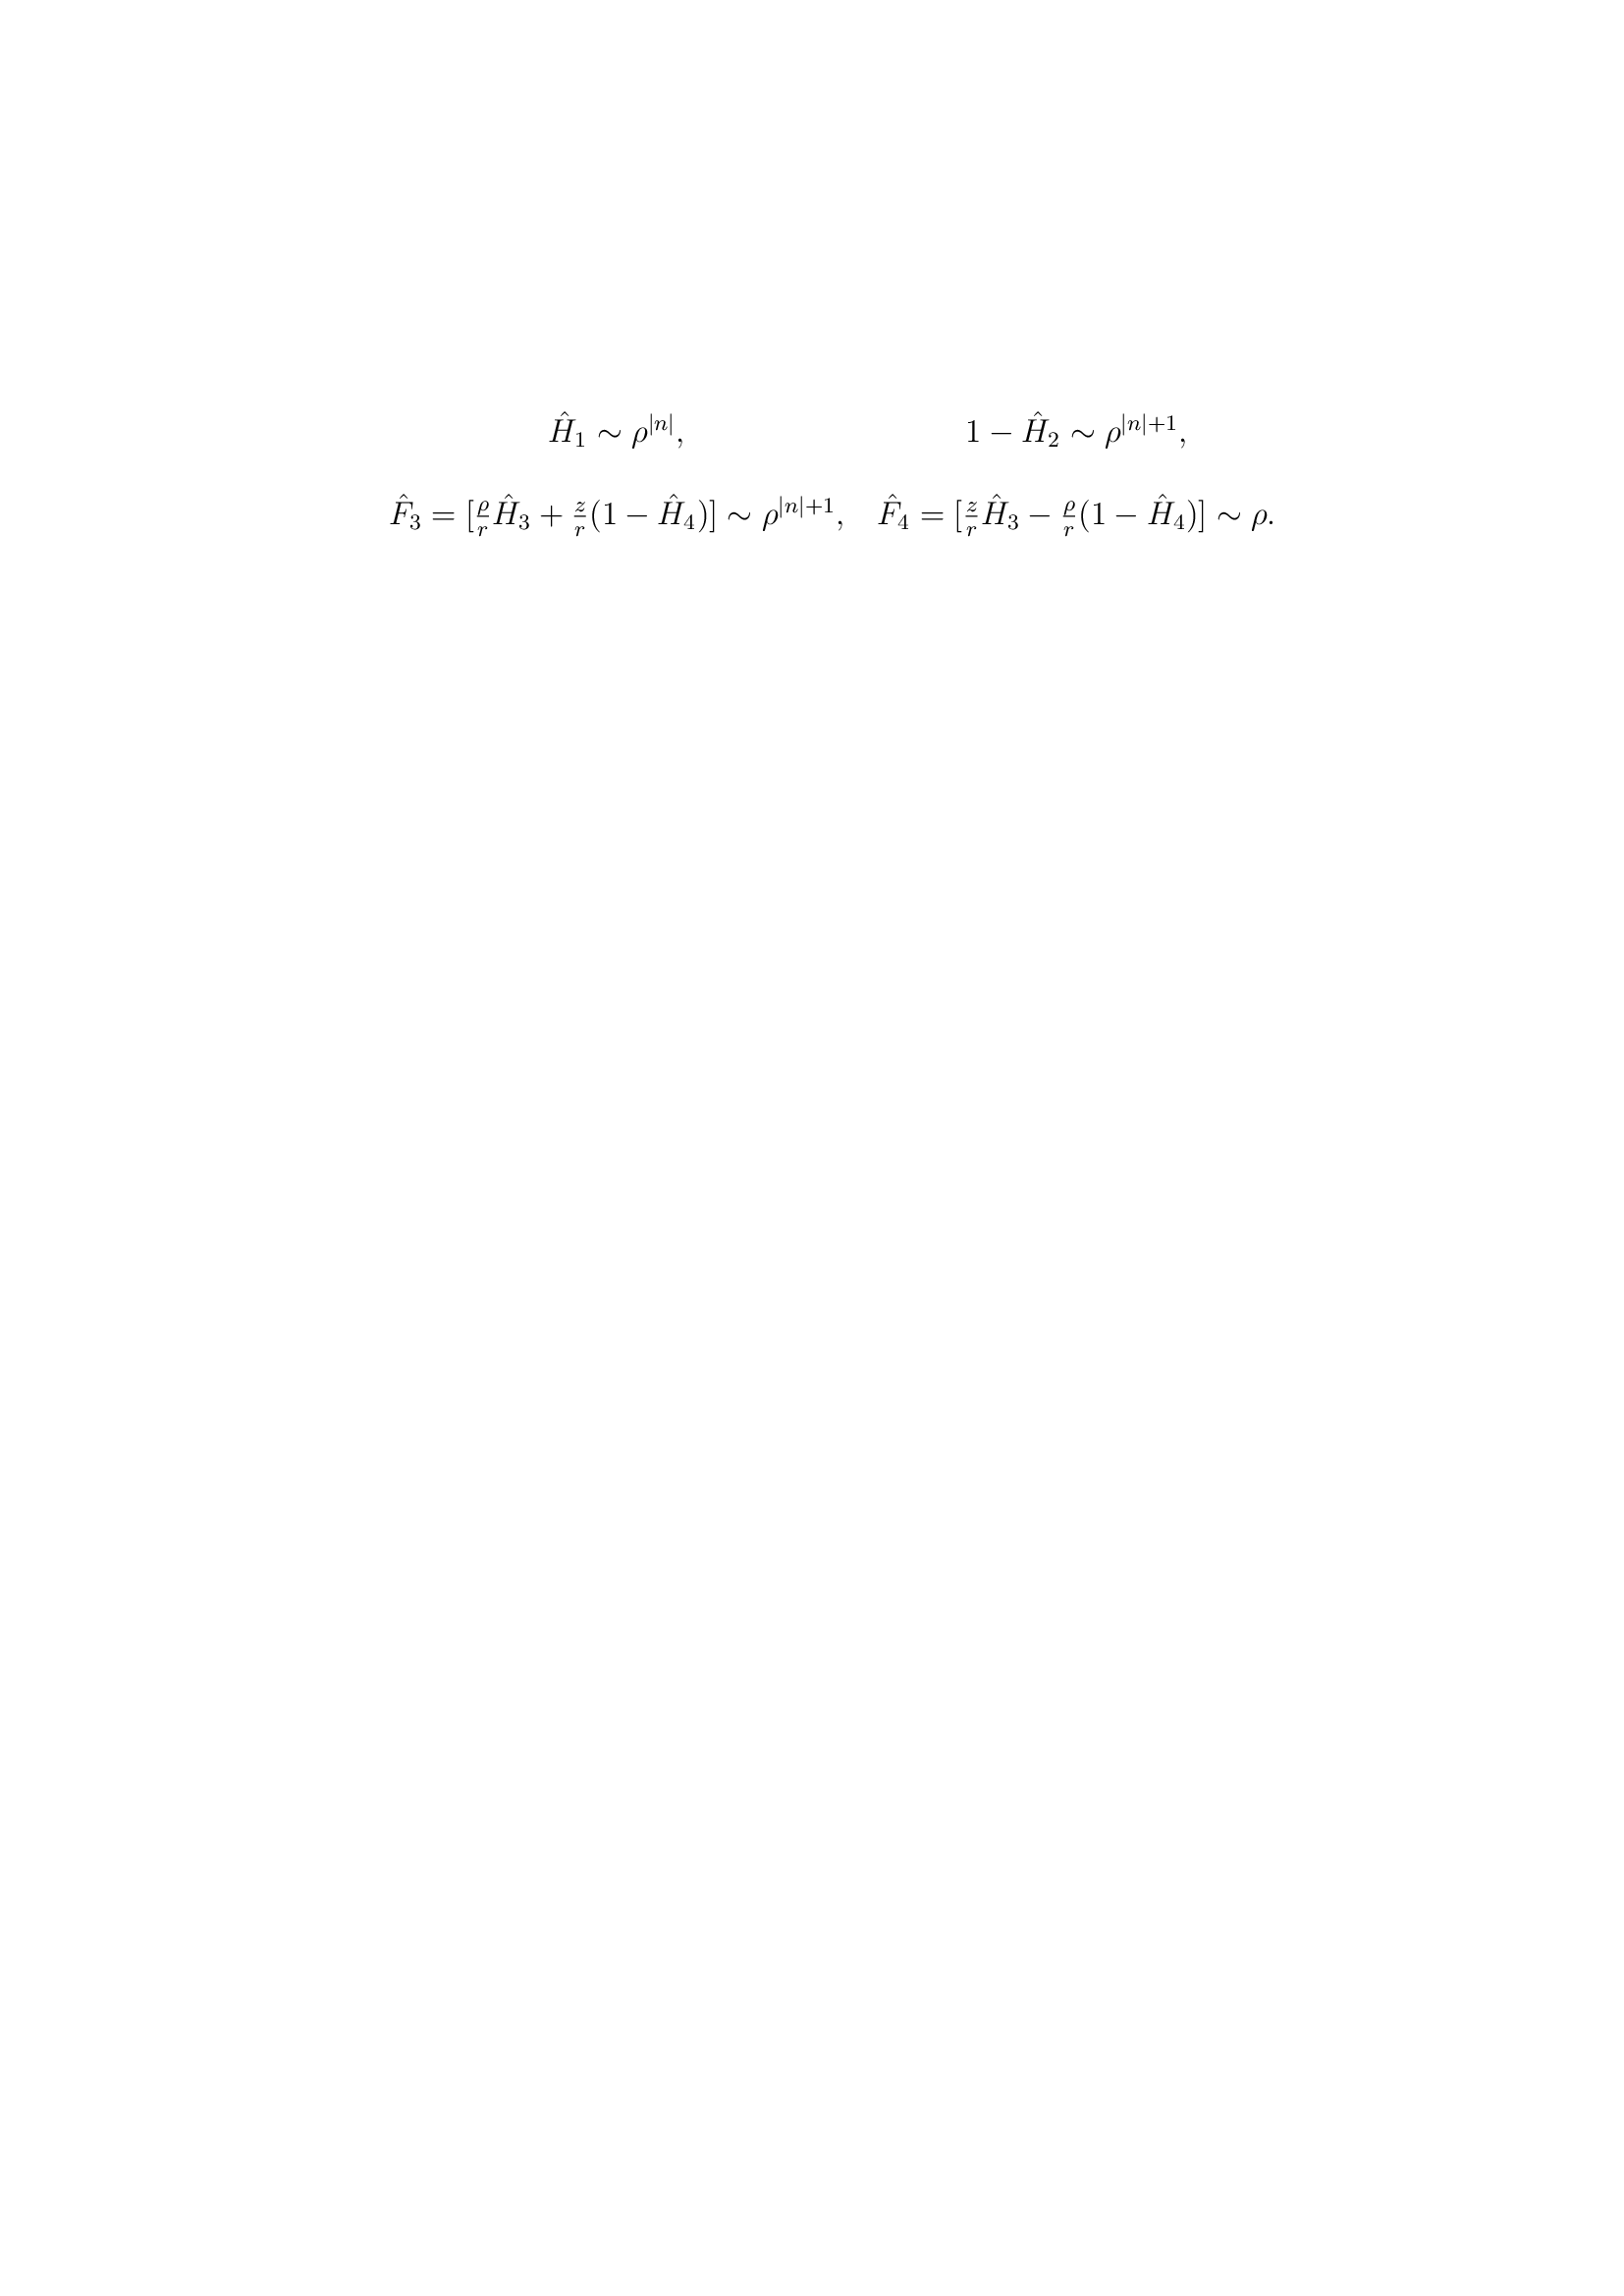 $\hat{H}_1 \sim \rho^{|n|}, \quad 1 - \hat{H}_2 \sim \rho^{|n|+1},$
$\hat{F}_3 = [\frac{\rho}{r}\hat{H}_3 + \frac{z}{r}(1 - \hat{H}_4)] \sim \rho^{|n|+1}, \quad \hat{F}_4 = [\frac{z}{r}\hat{H}_3 - \frac{\rho}{r}(1 - \hat{H}_4)] \sim \rho.$